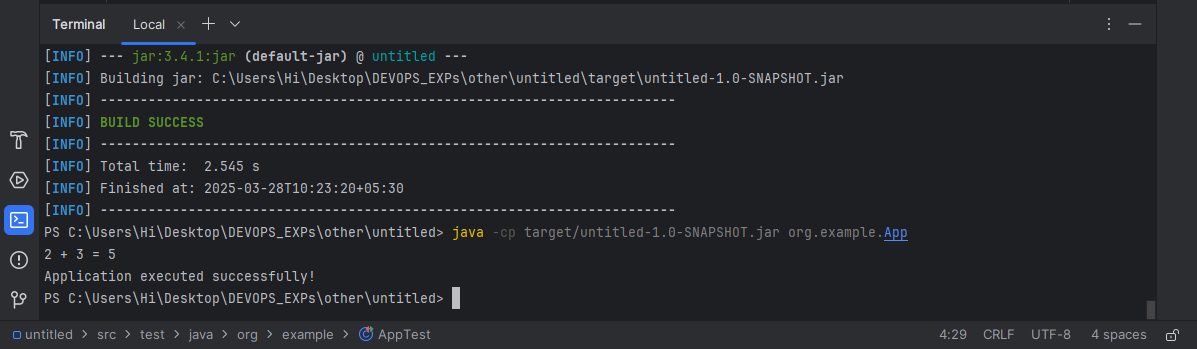 Terminal Local
[INFO] --- jar:3.4.1:jar (default-jar) @ untitled ---
[INFO] Building jar: C:\Users\Hi\Desktop\DEVOPS_EXPs\other\untitled\target\untitled-1.0-SNAPSHOT.jar
[INFO] ------------------------------------------------------------------------
[INFO] BUILD SUCCESS
[INFO] ------------------------------------------------------------------------
[INFO] Total time:  2.545 s
[INFO] Finished at: 2025-03-28T10:23:20+05:30
[INFO] ------------------------------------------------------------------------
PS C:\Users\Hi\Desktop\DEVOPS_EXPs\other\untitled> java -cp target/untitled-1.0-SNAPSHOT.jar org.example.App
2 + 3 = 5
Application executed successfully!
PS C:\Users\Hi\Desktop\DEVOPS_EXPs\other\untitled>
untitled > src > test > java > org > example > AppTest 4:29 CRLF UTF-8 4 spaces